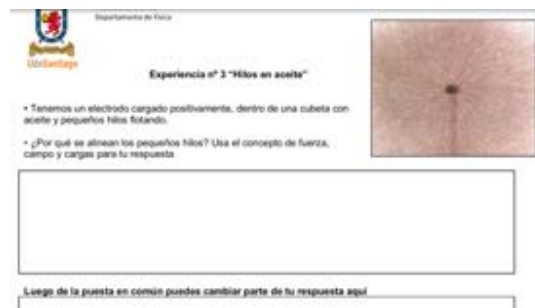 Departamento de Física
UdeSantiago
Experiencia nº 3 "Hilos en aceite"
• Tenemos un electrodo cargado positivamente, dentro de una cubeta con
aceite y pequeños hilos flotando.
• ¿Por qué se alinean los pequeños hilos? Usa el concepto de fuerza,
campo y cargas para tu respuesta
Luego de la puesta en común puedes cambiar parte de tu respuesta aquí